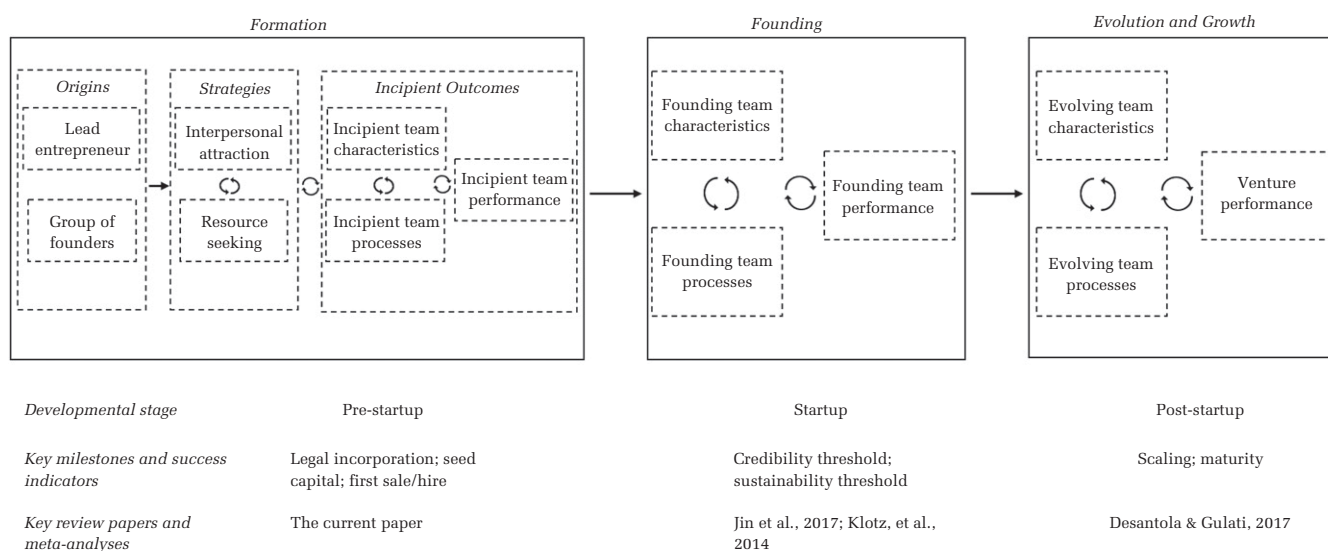 Formation
Founding
Evolution and Growth
Origins
Lead
entrepreneur
Group of
founders
Strategies
Interpersonal
attraction
Resource
seeking
Incipient Outcomes
Incipient team
characteristics
Incipient team
processes
Incipient team
performance
Founding team
characteristics
Founding team
processes
Founding team
performance
Evolving team
characteristics
Evolving team
processes
Venture
performance
Developmental stage
Pre-startup
Startup
Post-startup
Key milestones and success
indicators
Legal incorporation; seed
capital; first sale/hire
Credibility threshold;
sustainability threshold
Scaling; maturity
Key review papers and
meta-analyses
The current paper
Jin et al., 2017; Klotz, et al.,
2014
Desantola & Gulati, 2017